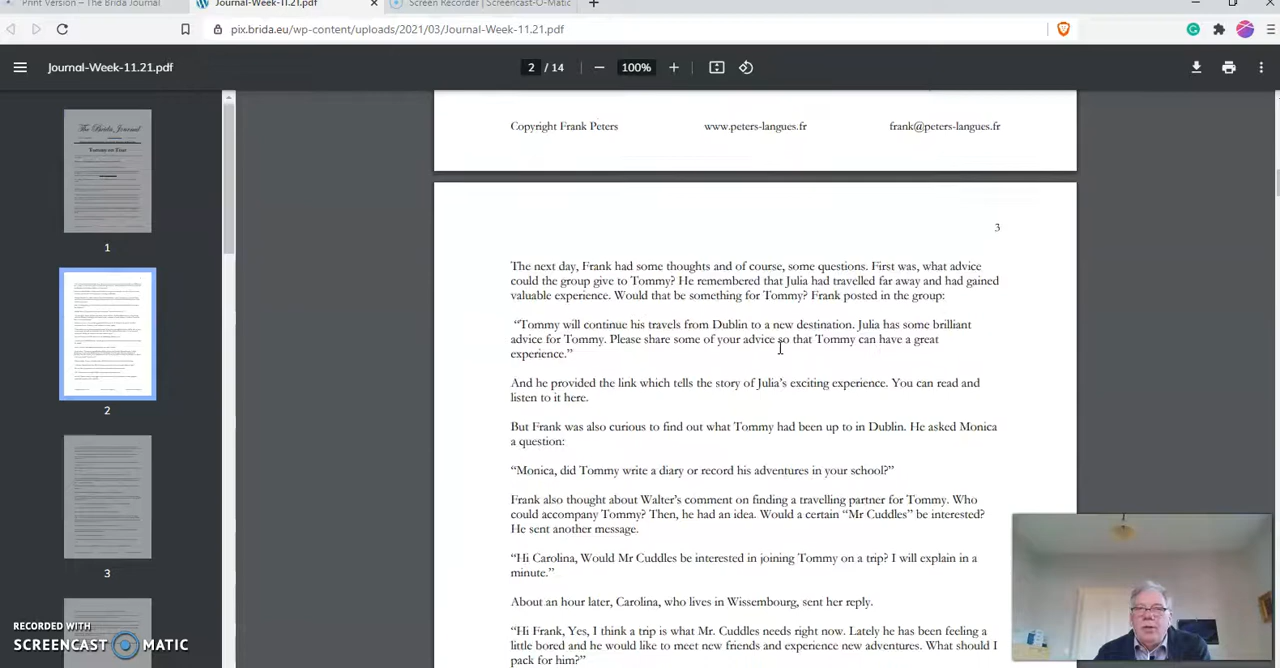 Print Version – The Brida Journal
Journal-Week-11.21.pdf
Screen Recorder | Screencast-O-Matic
pix.brida.eu/wp-content/uploads/2021/03/Journal-Week-11.21.pdf
Journal-Week-11.21.pdf
2 / 14
100%
The Brida Journal
1
2
3
Copyright Frank Peters www.peters-langues.fr frank@peters-langues.fr
3
The next day, Frank had some thoughts and of course, some questions. First was, what advice
could the group give to Tommy? He remembered that Julia had travelled far away and had gained
valuable experience. Would that be something for Tommy? Frank posted in the group:
“Tommy will continue his travels from Dublin to a new destination. Julia has some brilliant
advice for Tommy. Please share some of your advice so that Tommy can have a great
experience.”
And he provided the link which tells the story of Julia’s exciting experience. You can read and
listen to it here.
But Frank was also curious to find out what Tommy had been up to in Dublin. He asked Monica
a question:
“Monica, did Tommy write a diary or record his adventures in your school?”
Frank also thought about Walter’s comment on finding a travelling partner for Tommy. Who
could accompany Tommy? Then, he had an idea. Would a certain “Mr Cuddles” be interested?
He sent another message.
“Hi Carolina, Would Mr Cuddles be interested in joining Tommy on a trip? I will explain in a
minute.”
About an hour later, Carolina, who lives in Wissembourg, sent her reply.
“Hi Frank, Yes, I think a trip is what Mr. Cuddles needs right now. Lately he has been feeling a
little bored and he would like to meet new friends and experience new adventures. What should I
pack for him?”
RECORDED WITH
SCREENCAST MATIC